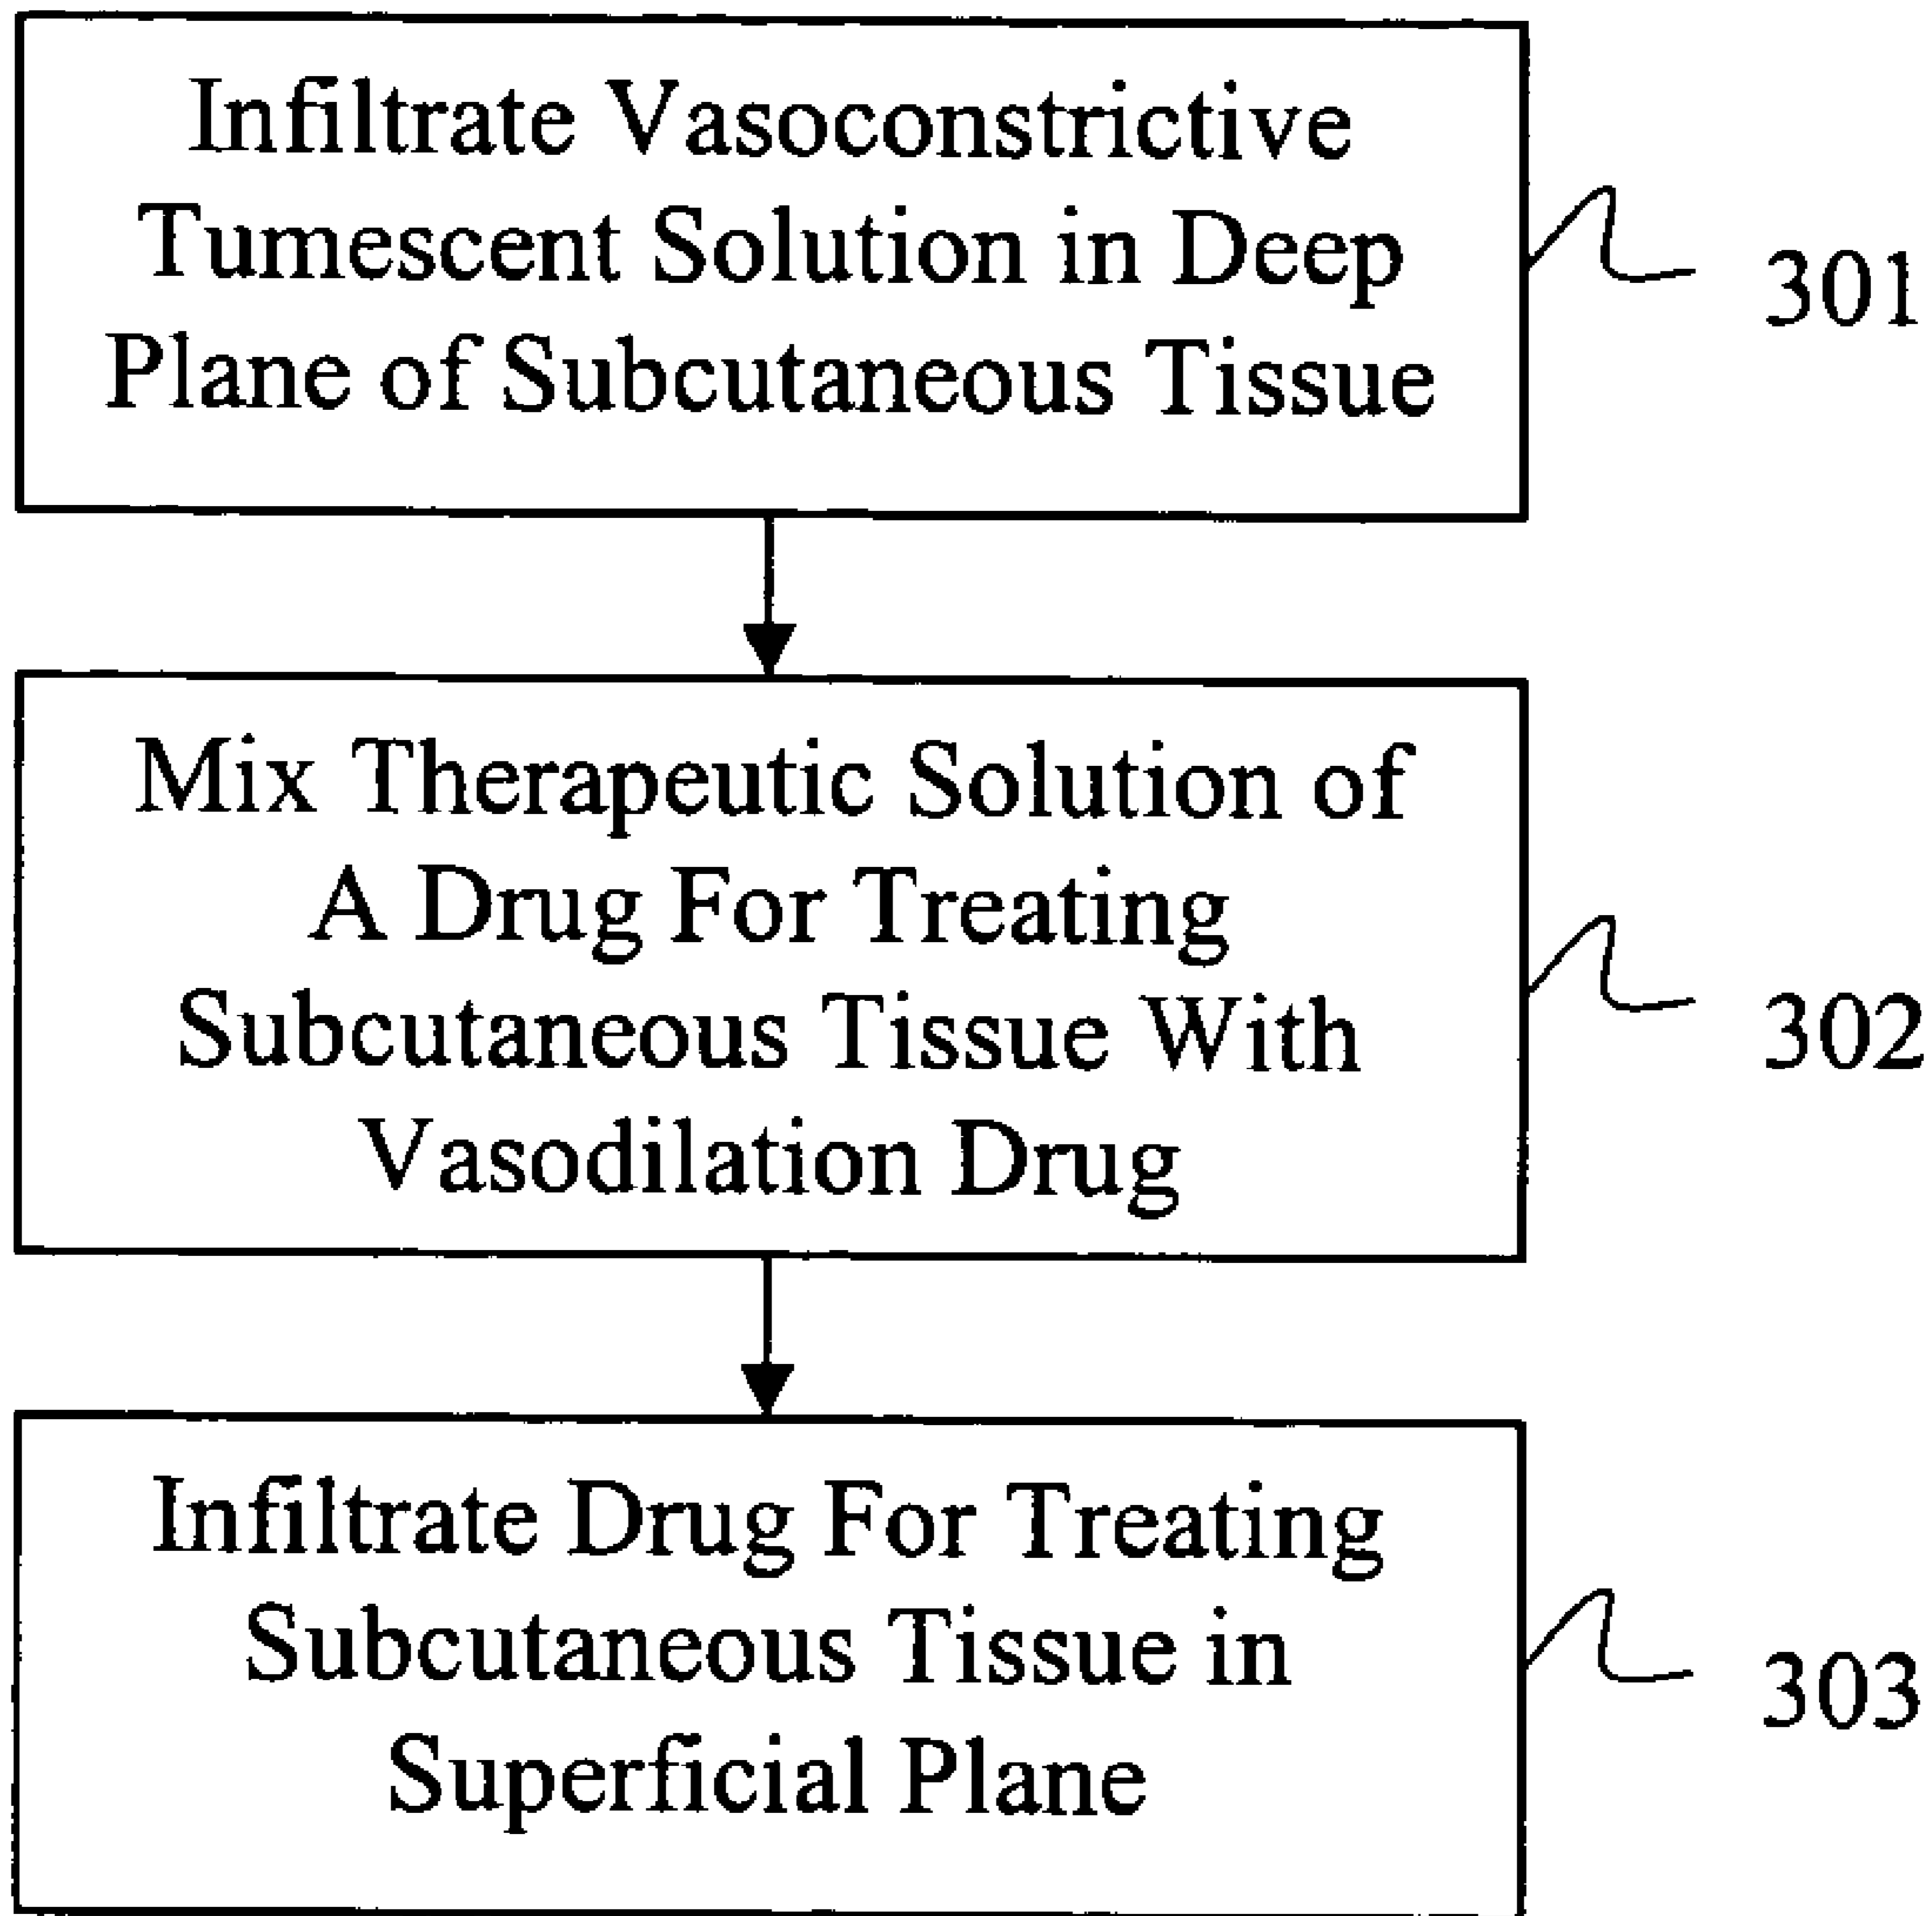 Infiltrate Vasoconstrictive
Tumescent Solution in Deep
Plane of Subcutaneous Tissue
301
Mix Therapeutic Solution of
A Drug For Treating
Subcutaneous Tissue With
Vasodilation Drug
302
Infiltrate Drug For Treating
Subcutaneous Tissue in
Superficial Plane
303